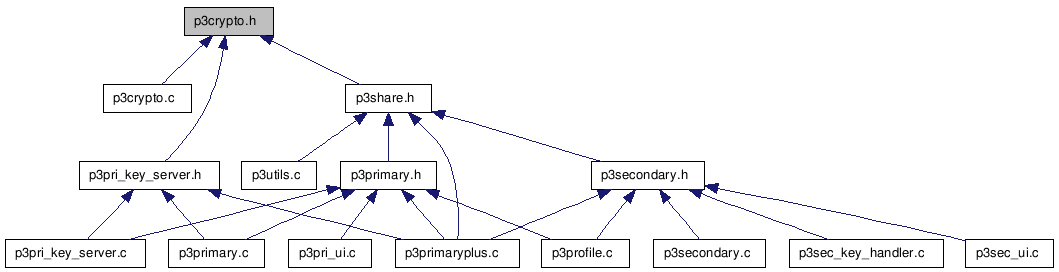 p3crypto.h
p3crypto.c
p3share.h
p3pri_key_server.h
p3utils.c
p3primary.h
p3secondary.h
p3pri_key_server.c
p3primary.c
p3pri_ui.c
p3primaryplus.c
p3profile.c
p3secondary.c
p3sec_key_handler.c
p3sec_ui.c